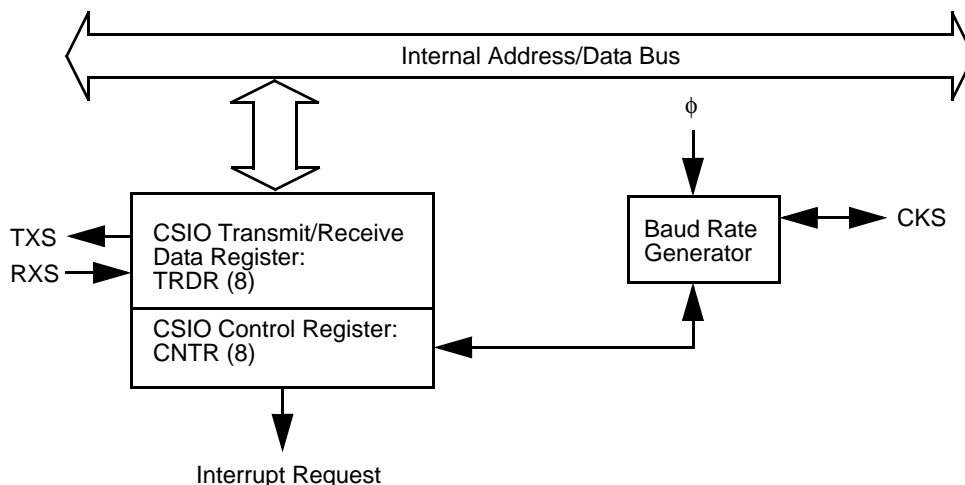 Internal Address/Data Bus
ϕ
TXS
RXS
CSIO Transmit/Receive
Data Register:
TRDR (8)
CSIO Control Register:
CNTR (8)
Baud Rate
Generator
CKS
Interrupt Request